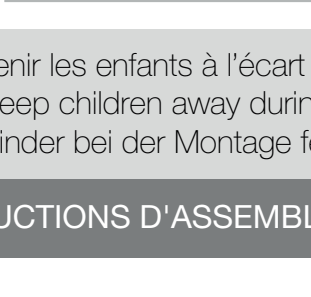 enir les enfants à l'écart
eep children away durin
inder bei der Montage fe
UCTIONS D'ASSEMBL